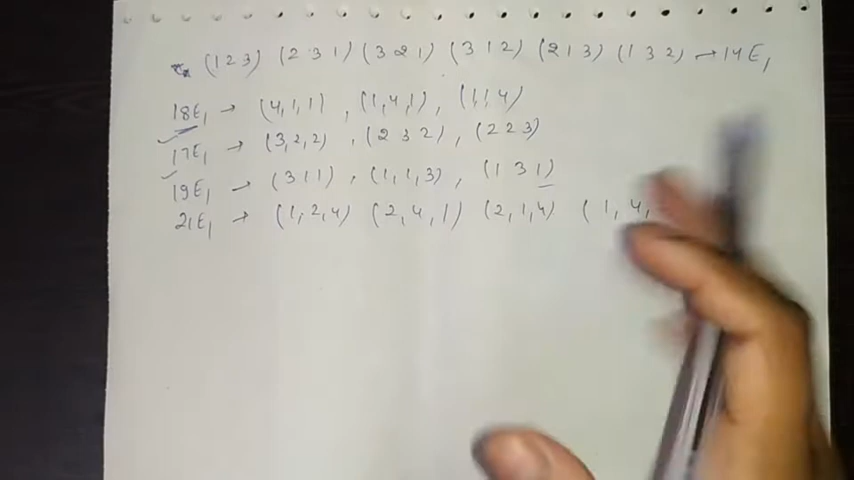 (1 2 3) (2 3 1) (3 2 1) (3 1 2) (2 1 3) (1 3 2) → 14E₁
18E₁ → (4,1,1) , (1,4,1) , (1,1,4)
17E₁ → (3,2,2) , (2 3 2) , (2 2 3)
19E₁ → (3 1 1) , (1,1,3) , (1 3 1)
21E₁ → (1,2,4) (2,4,1) (2,1,4) (1,4,